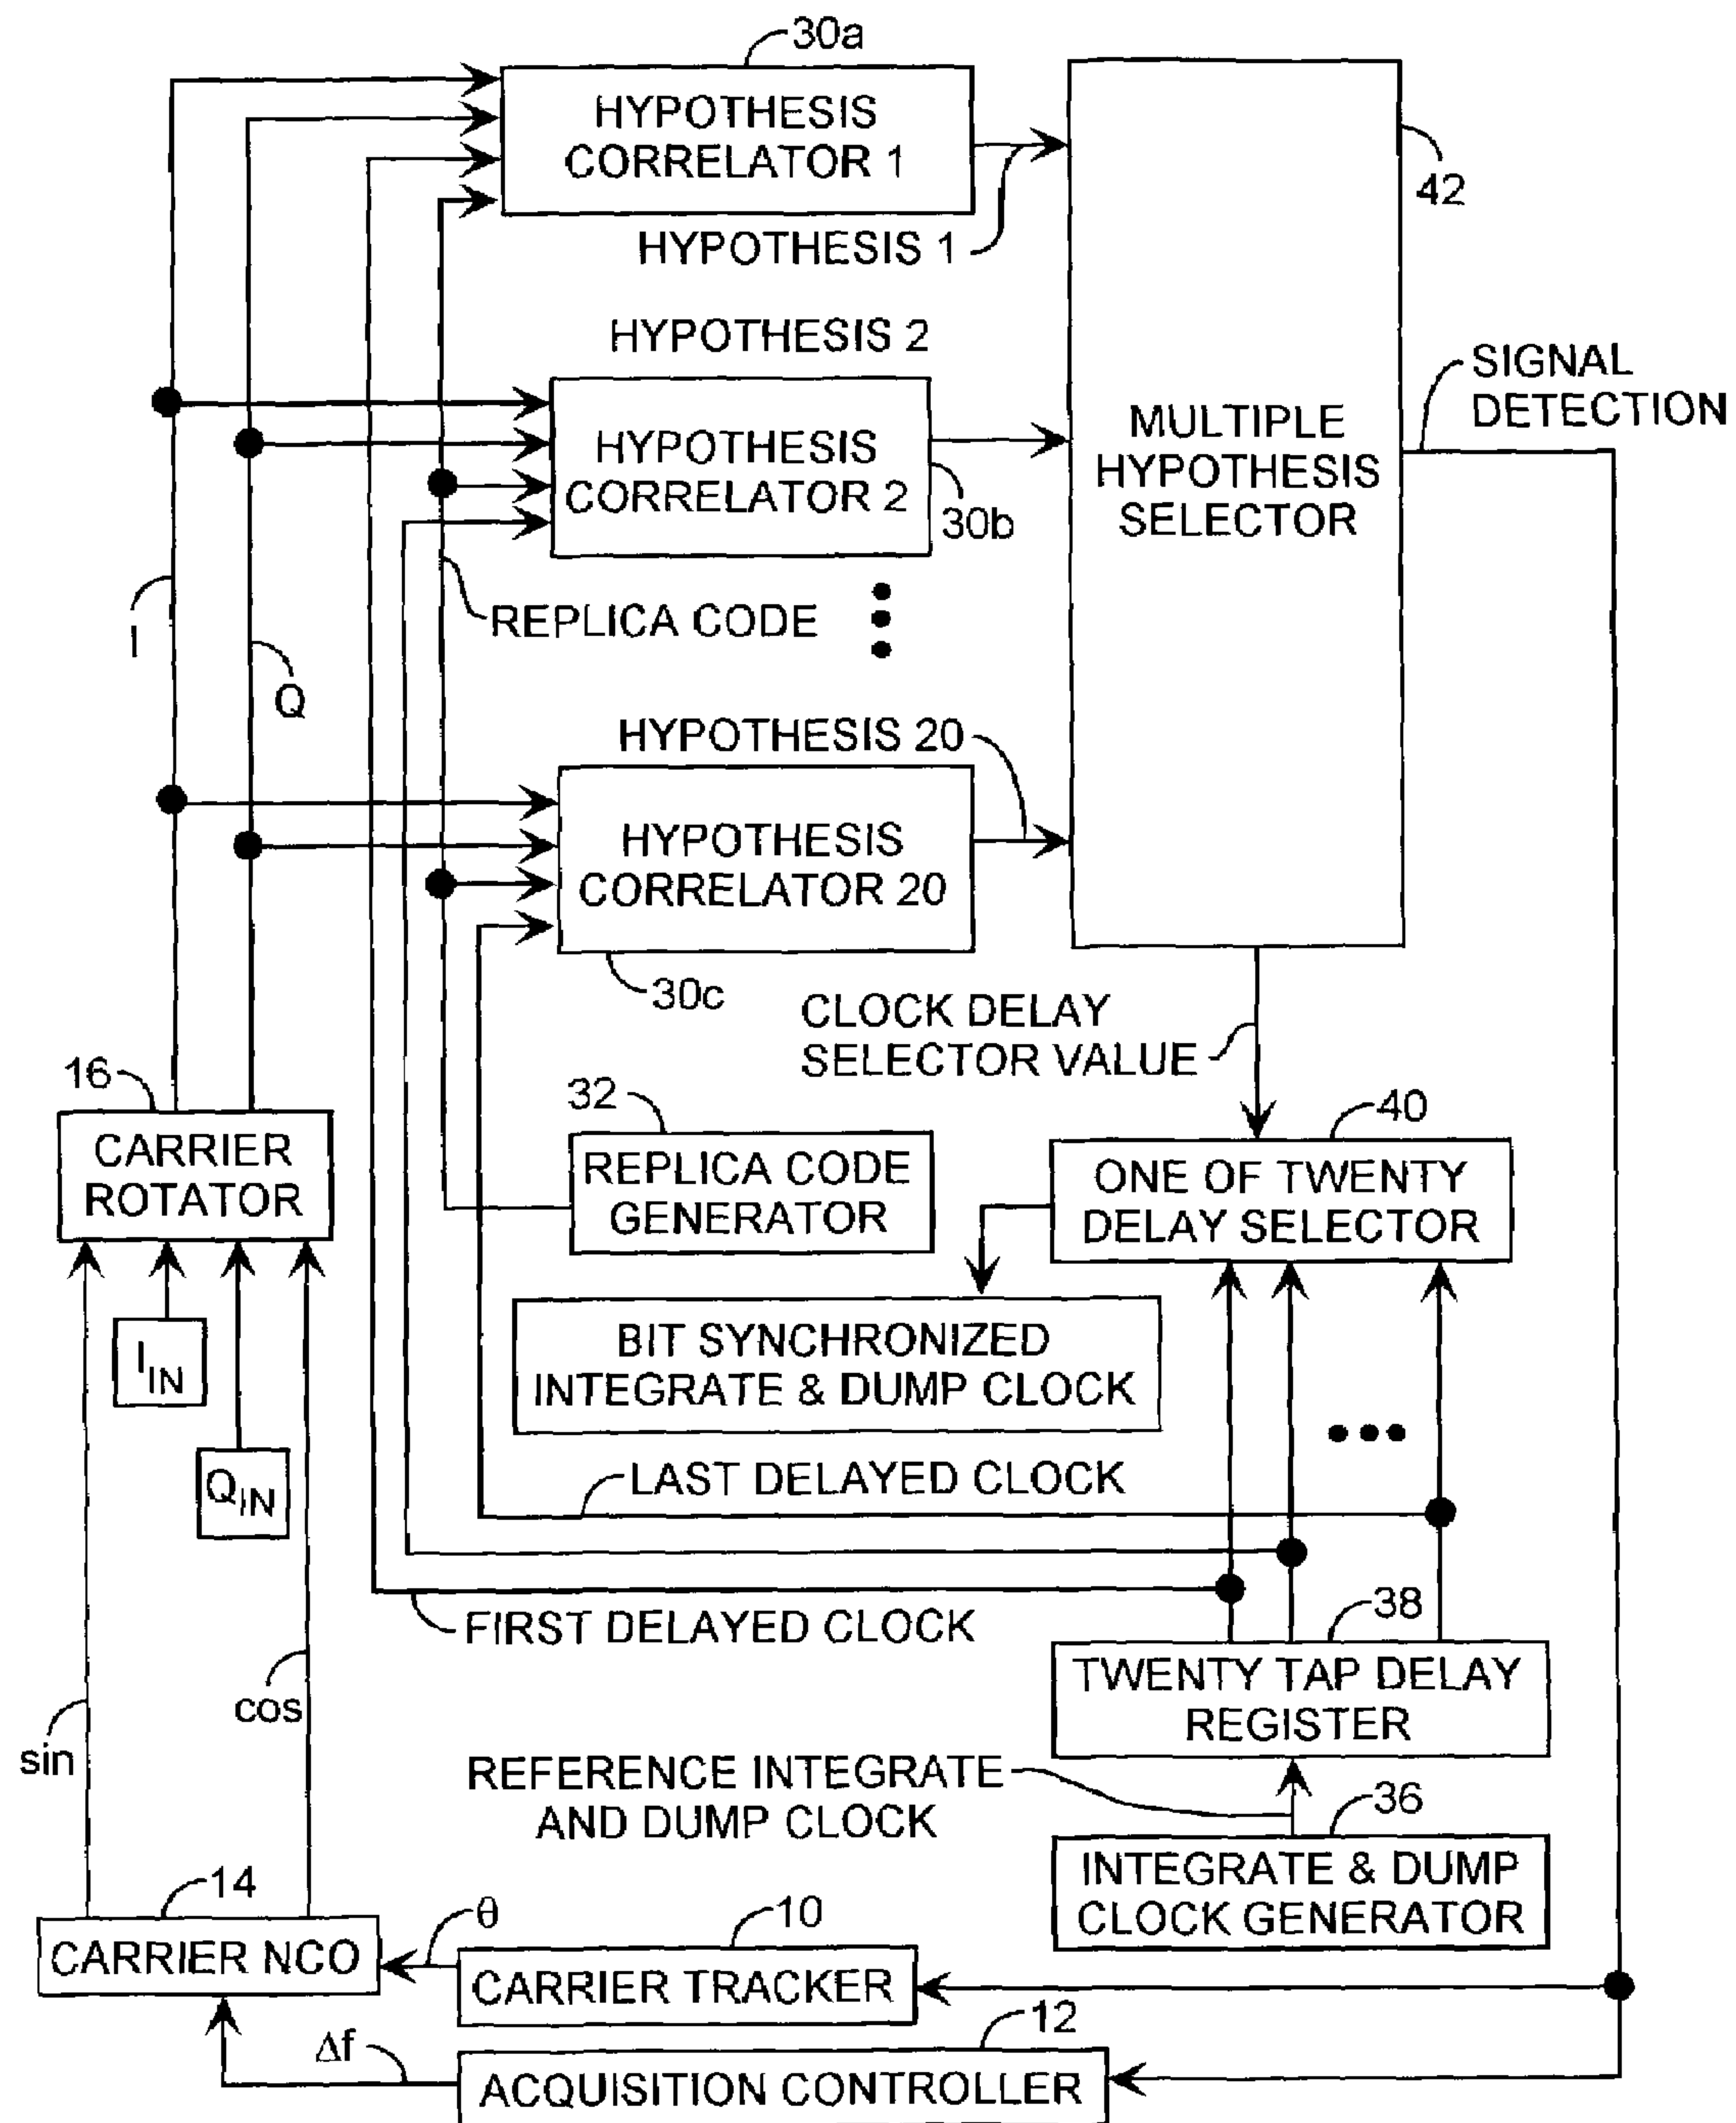 30a
HYPOTHESIS
CORRELATOR 1
42
HYPOTHESIS 1
HYPOTHESIS 2
SIGNAL
DETECTION
MULTIPLE
HYPOTHESIS
SELECTOR
HYPOTHESIS
CORRELATOR 2
30b
I
REPLICA CODE
Q
HYPOTHESIS 20
HYPOTHESIS
CORRELATOR 20
30c
CLOCK DELAY
SELECTOR VALUE
16
CARRIER
ROTATOR
32
REPLICA CODE
GENERATOR
40
ONE OF TWENTY
DELAY SELECTOR
I IN
BIT SYNCHRONIZED
INTEGRATE & DUMP CLOCK
Q IN
LAST DELAYED CLOCK
FIRST DELAYED CLOCK
38
TWENTY TAP DELAY
REGISTER
cos
sin
REFERENCE INTEGRATE
AND DUMP CLOCK
36
INTEGRATE & DUMP
CLOCK GENERATOR
14
CARRIER NCO
θ
10
CARRIER TRACKER
12
Δf
ACQUISITION CONTROLLER